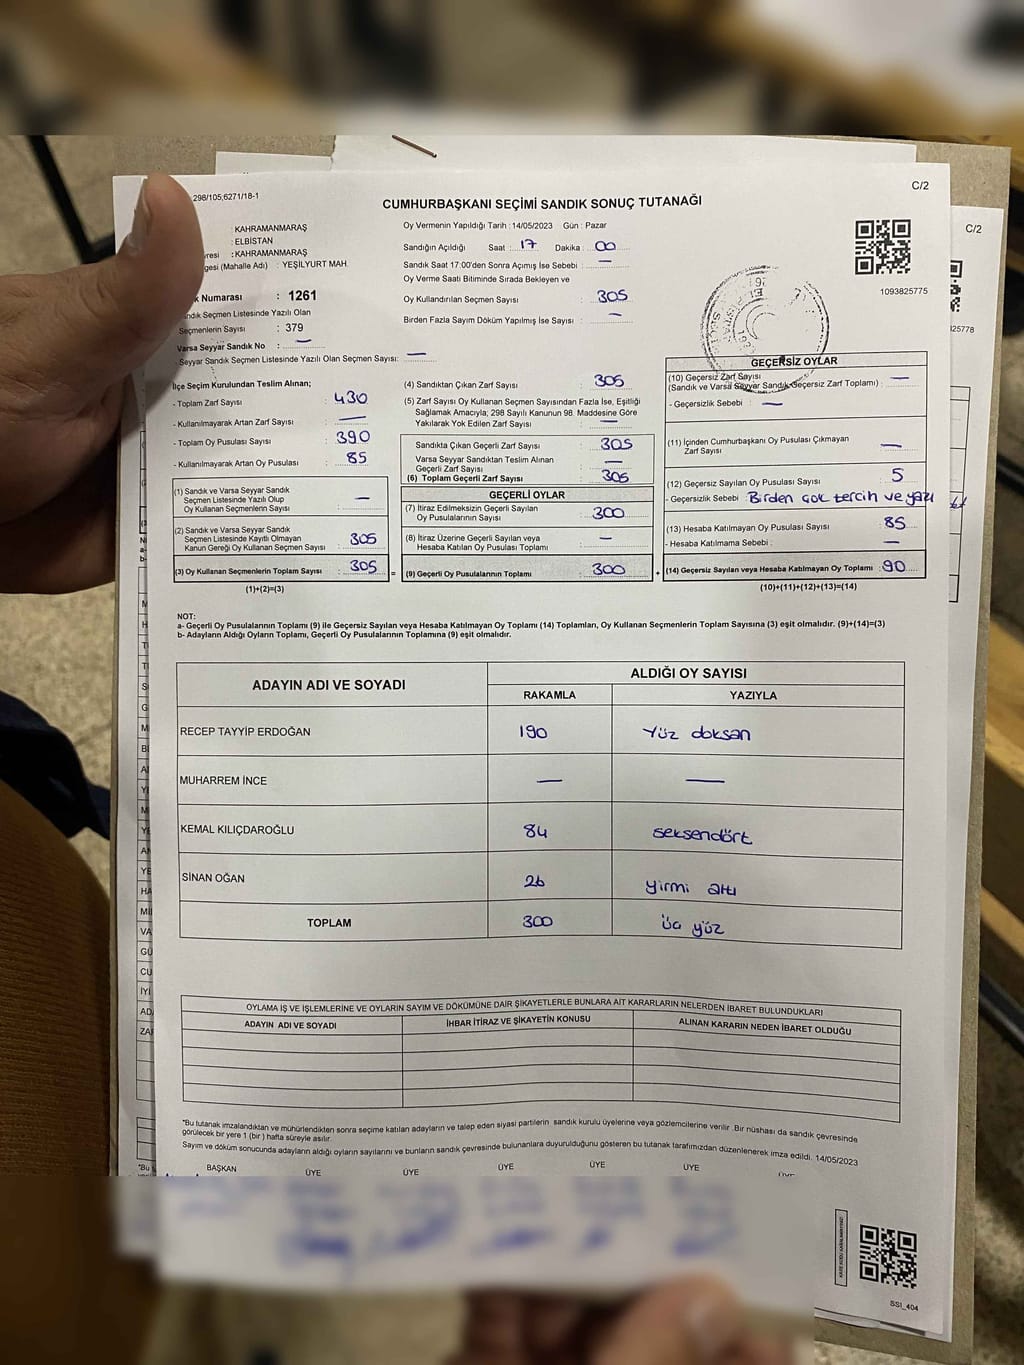 298/105;6271/18-1
C/2
CUMHURBAŞKANI SEÇİMİ SANDIK SONUÇ TUTANAĞI
: KAHRAMANMARAŞ
: ELBİSTAN
: KAHRAMANMARAŞ
(Mahalle Adı) : YEŞİLYURT MAH.
Numarası : 1261
Sandık Seçmen Listesinde Yazılı Olan
Seçmenlerin Sayısı : 379
Varsa Seyyar Sandık No : —
- Seyyar Sandık Seçmen Listesinde Yazılı Olan Seçmen Sayısı: —
Oy Vermenin Yapıldığı Tarih : 14/05/2023 Gün : Pazar
Sandığın Açıldığı Saat : 17 Dakika : 00
Sandık Saat 17:00'den Sonra Açımış İse Sebebi : —
Oy Verme Saati Bitiminde Sırada Bekleyen ve
Oy Kullandırılan Seçmen Sayısı : 305
Birden Fazla Sayım Döküm Yapılmış İse Sayısı : —
1093825775
C/2
25778
İlçe Seçim Kurulundan Teslim Alınan;
- Toplam Zarf Sayısı : 430
- Kullanılmayarak Artan Zarf Sayısı : —
- Toplam Oy Pusulası Sayısı : 390
- Kullanılmayarak Artan Oy Pusulası : 85
(1) Sandık ve Varsa Seyyar Sandık
Seçmen Listesinde Yazılı Olup
Oy Kullanan Seçmenlerin Sayısı : —
(2) Sandık ve Varsa Seyyar Sandık
Seçmen Listesinde Kayıtlı Olmayan
Kanun Gereği Oy Kullanan Seçmen Sayısı : 305
(3) Oy Kullanan Seçmenlerin Toplam Sayısı : 305
(1)+(2)=(3)
(4) Sandıktan Çıkan Zarf Sayısı : 305
(5) Zarf Sayısı Oy Kullanan Seçmen Sayısından Fazla İse, Eşitliği
Sağlamak Amacıyla; 298 Sayılı Kanunun 98. Maddesine Göre
Yakılarak Yok Edilen Zarf Sayısı : —
Sandıkta Çıkan Geçerli Zarf Sayısı : 305
Varsa Seyyar Sandıktan Teslim Alınan
Geçerli Zarf Sayısı : —
(6) Toplam Geçerli Zarf Sayısı : 305
GEÇERLİ OYLAR
(7) İtiraz Edilmeksizin Geçerli Sayılan
Oy Pusulalarının Sayısı : 300
(8) İtiraz Üzerine Geçerli Sayılan veya
Hesaba Katılan Oy Pusulası Toplamı : —
= (9) Geçerli Oy Pusulalarının Toplamı : 300
GEÇERSİZ OYLAR
(10) Geçersiz Zarf Sayısı
(Sandık ve Varsa Seyyar Sandık Geçersiz Zarf Toplamı) : —
- Geçersizlik Sebebi : —
(11) İçinden Cumhurbaşkanı Oy Pusulası Çıkmayan
Zarf Sayısı : —
(12) Geçersiz Sayılan Oy Pusulası Sayısı : 5
- Geçersizlik Sebebi : Birden çok tercih ve yazı
(13) Hesaba Katılmayan Oy Pusulası Sayısı : 85
- Hesaba Katılmama Sebebi : —
+ (14) Geçersiz Sayılan veya Hesaba Katılmayan Oy Toplamı : 90
(10)+(11)+(12)+(13)=(14)
NOT:
a- Geçerli Oy Pusulalarının Toplamı (9) ile Geçersiz Sayılan veya Hesaba Katılmayan Oy Toplamı (14) Toplamları, Oy Kullanan Seçmenlerin Toplam Sayısına (3) eşit olmalıdır. (9)+(14)=(3)
b- Adayların Aldığı Oyların Toplamı, Geçerli Oy Pusulalarının Toplamına (9) eşit olmalıdır.
ADAYIN ADI VE SOYADI ALDIĞI OY SAYISI
RAKAMLA YAZIYLA
RECEP TAYYİP ERDOĞAN 190 Yüz doksan
MUHARREM İNCE — —
KEMAL KILIÇDAROĞLU 84 seksendört
SİNAN OĞAN 26 yirmi altı
TOPLAM 300 üç yüz
OYLAMA İŞ VE İŞLEMLERİNE VE OYLARIN SAYIM VE DÖKÜMÜNE DAİR ŞİKAYETLERLE BUNLARA AİT KARARLARIN NELERDEN İBARET BULUNDUKLARI
ADAYIN ADI VE SOYADI İHBAR İTİRAZ VE ŞİKAYETİN KONUSU ALINAN KARARIN NEDEN İBARET OLDUĞU
"Bu tutanak imzalandıktan ve mühürlendikten sonra seçime katılan adayların ve talep eden siyasi partilerin sandık kurulu üyelerine veya gözlemcilerine verilir .Bir nüshası da sandık çevresinde
görülecek bir yere 1 (bir ) hafta süreyle asılır.
Sayım ve döküm sonucunda adayların aldığı oyların sayılarını ve bunların sandık çevresinde bulunanlara duyurulduğunu gösteren bu tutanak tarafımızdan düzenlenerek imza edildi. 14/05/2023
BAŞKAN ÜYE ÜYE ÜYE ÜYE ÜYE
SSI_404